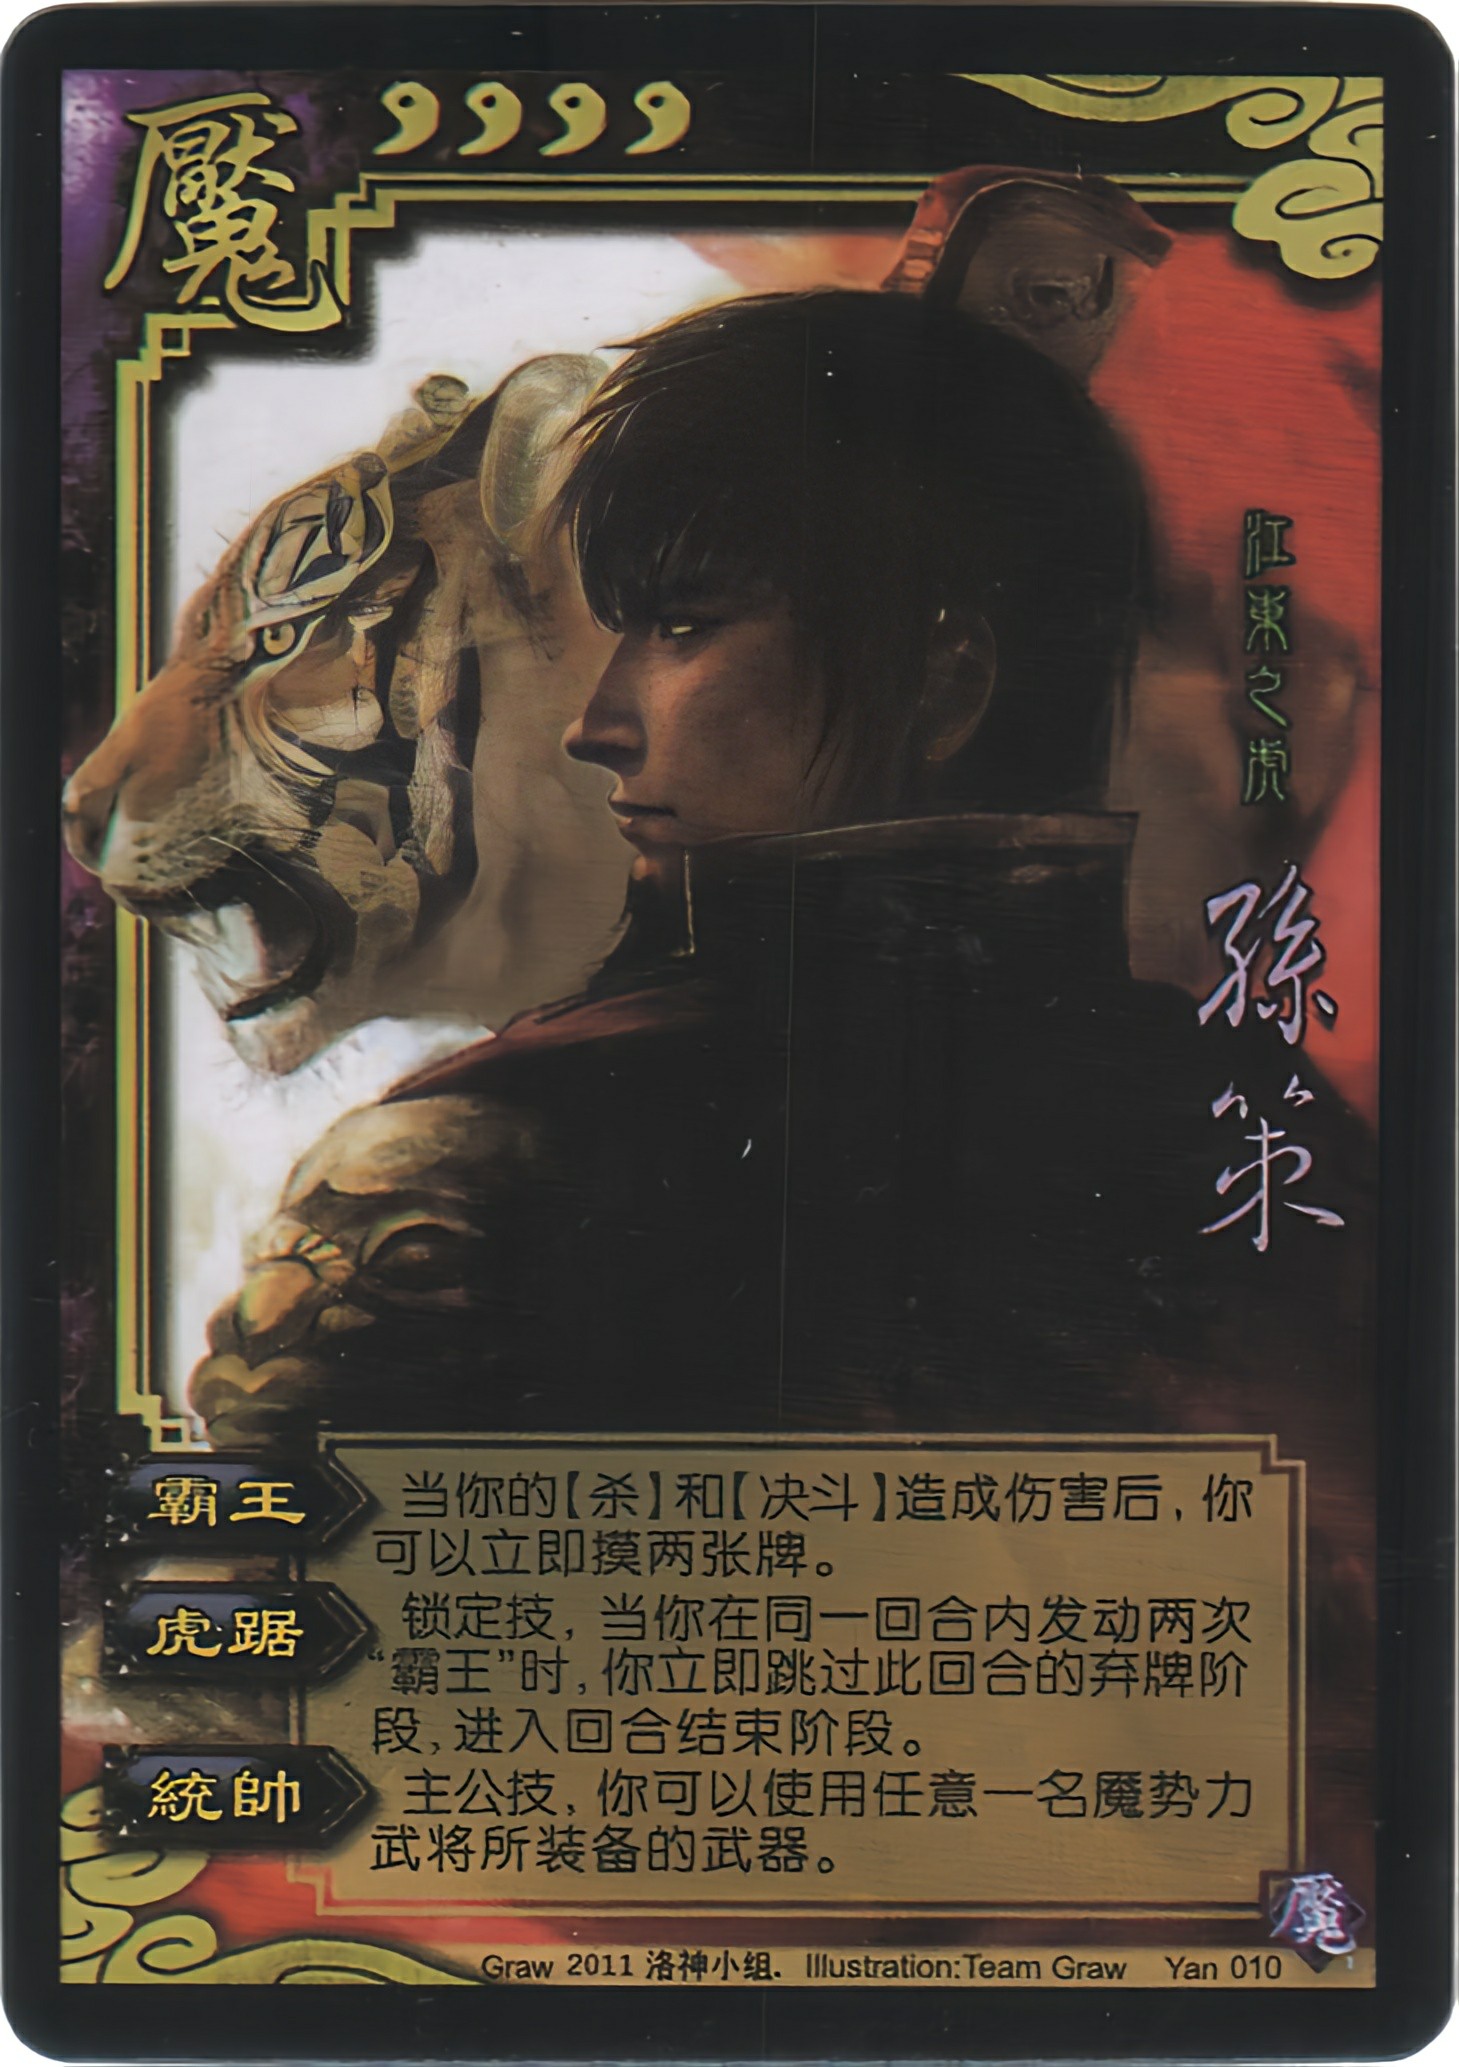 魘
江東之虎
孫策
霸王
当你的【杀】和【决斗】造成伤害后，你
可以立即摸两张牌。
虎踞
锁定技，当你在同一回合内发动两次
“霸王”时，你立即跳过此回合的弃牌阶
段，进入回合结束阶段。
統帥
主公技，你可以使用任意一名魇势力
武将所装备的武器。
魘
Graw 2011 洛神小组. Illustration:Team Graw Yan 010